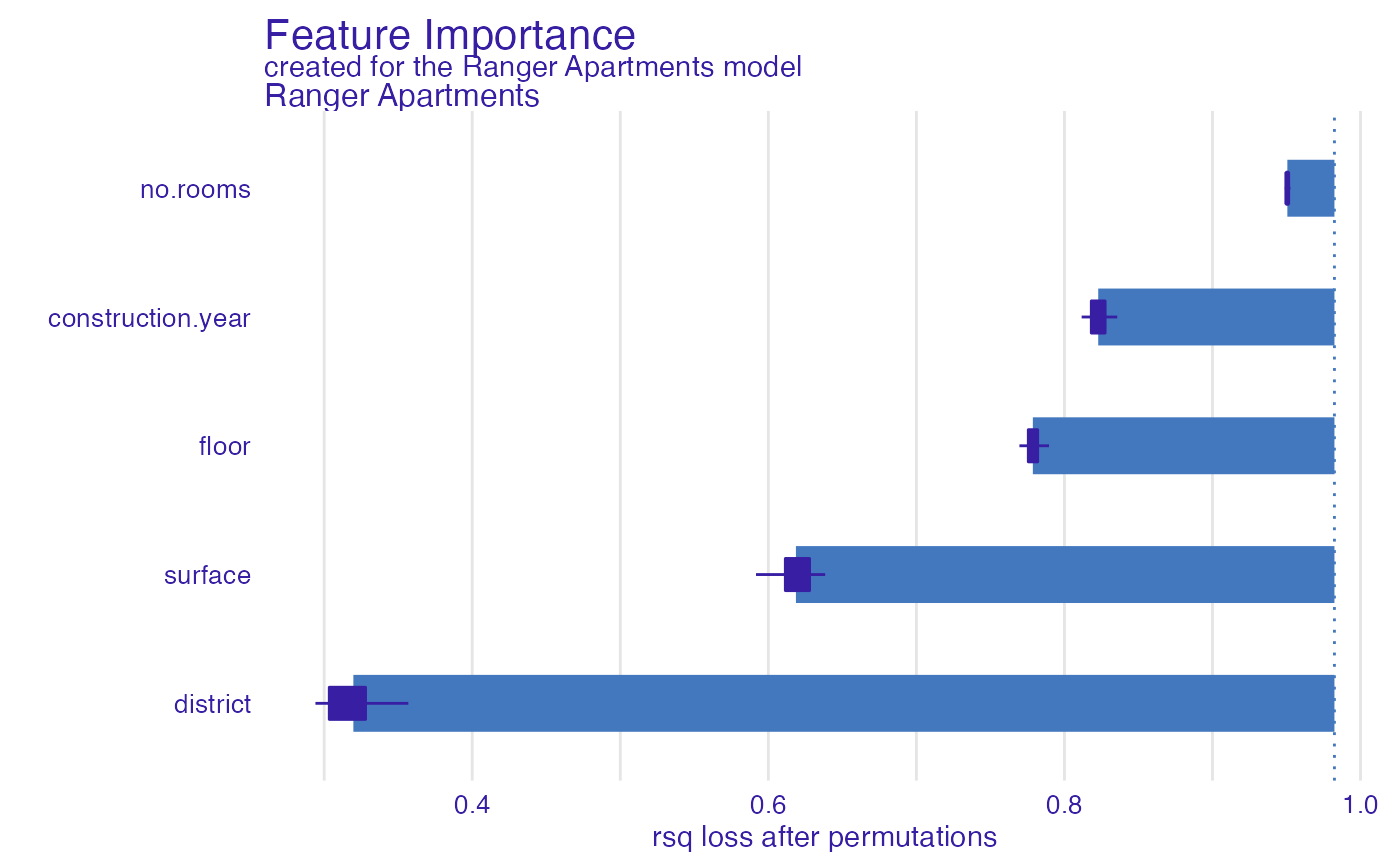 Feature Importance
created for the Ranger Apartments model
Ranger Apartments
no.rooms
construction.year
floor
surface
district
0.4 0.6 0.8 1.0
rsq loss after permutations